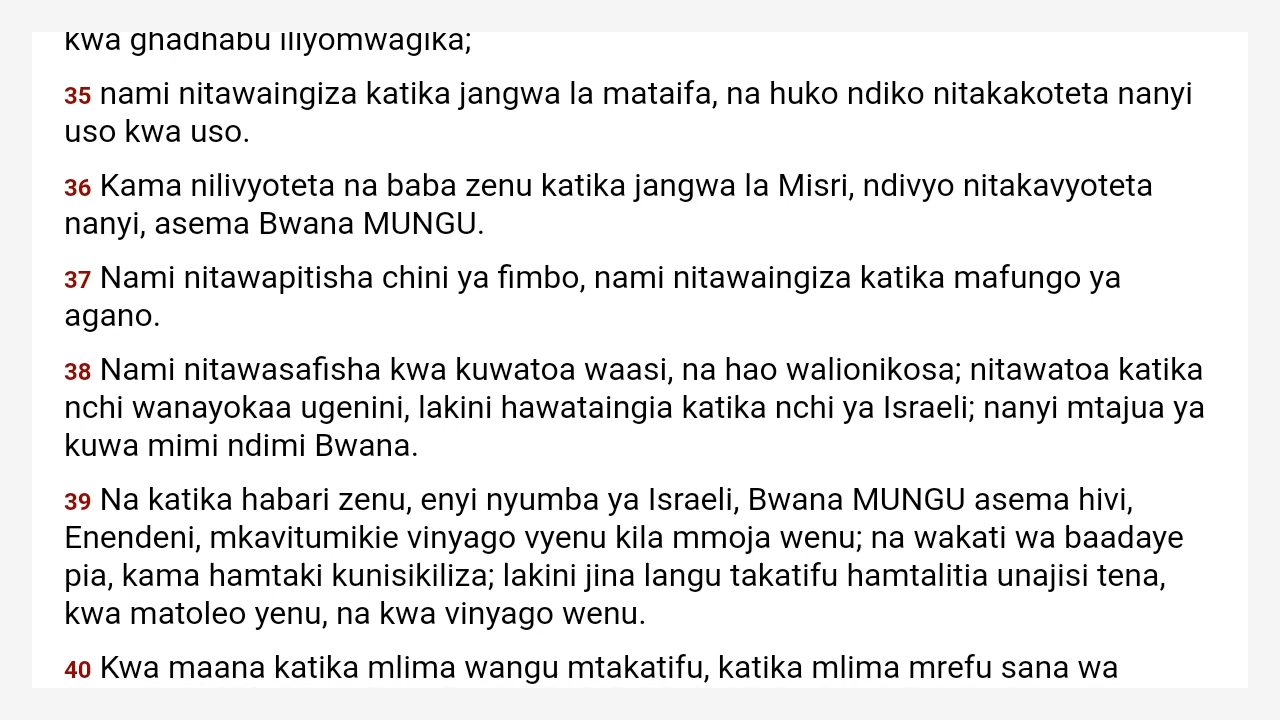 kwa ghadhabu iliyomwagika;
35 nami nitawaingiza katika jangwa la mataifa, na huko ndiko nitakakoteta nanyi
uso kwa uso.
36 Kama nilivyoteta na baba zenu katika jangwa la Misri, ndivyo nitakavyoteta
nanyi, asema Bwana MUNGU.
37 Nami nitawapitisha chini ya fimbo, nami nitawaingiza katika mafungo ya
agano.
38 Nami nitawasafisha kwa kuwatoa waasi, na hao walionikosa; nitawatoa katika
nchi wanayokaa ugenini, lakini hawataingia katika nchi ya Israeli; nanyi mtajua ya
kuwa mimi ndimi Bwana.
39 Na katika habari zenu, enyi nyumba ya Israeli, Bwana MUNGU asema hivi,
Enendeni, mkavitumikie vinyago vyenu kila mmoja wenu; na wakati wa baadaye
pia, kama hamtaki kunisikiliza; lakini jina langu takatifu hamtalitia unajisi tena,
kwa matoleo yenu, na kwa vinyago wenu.
40 Kwa maana katika mlima wangu mtakatifu, katika mlima mrefu sana wa